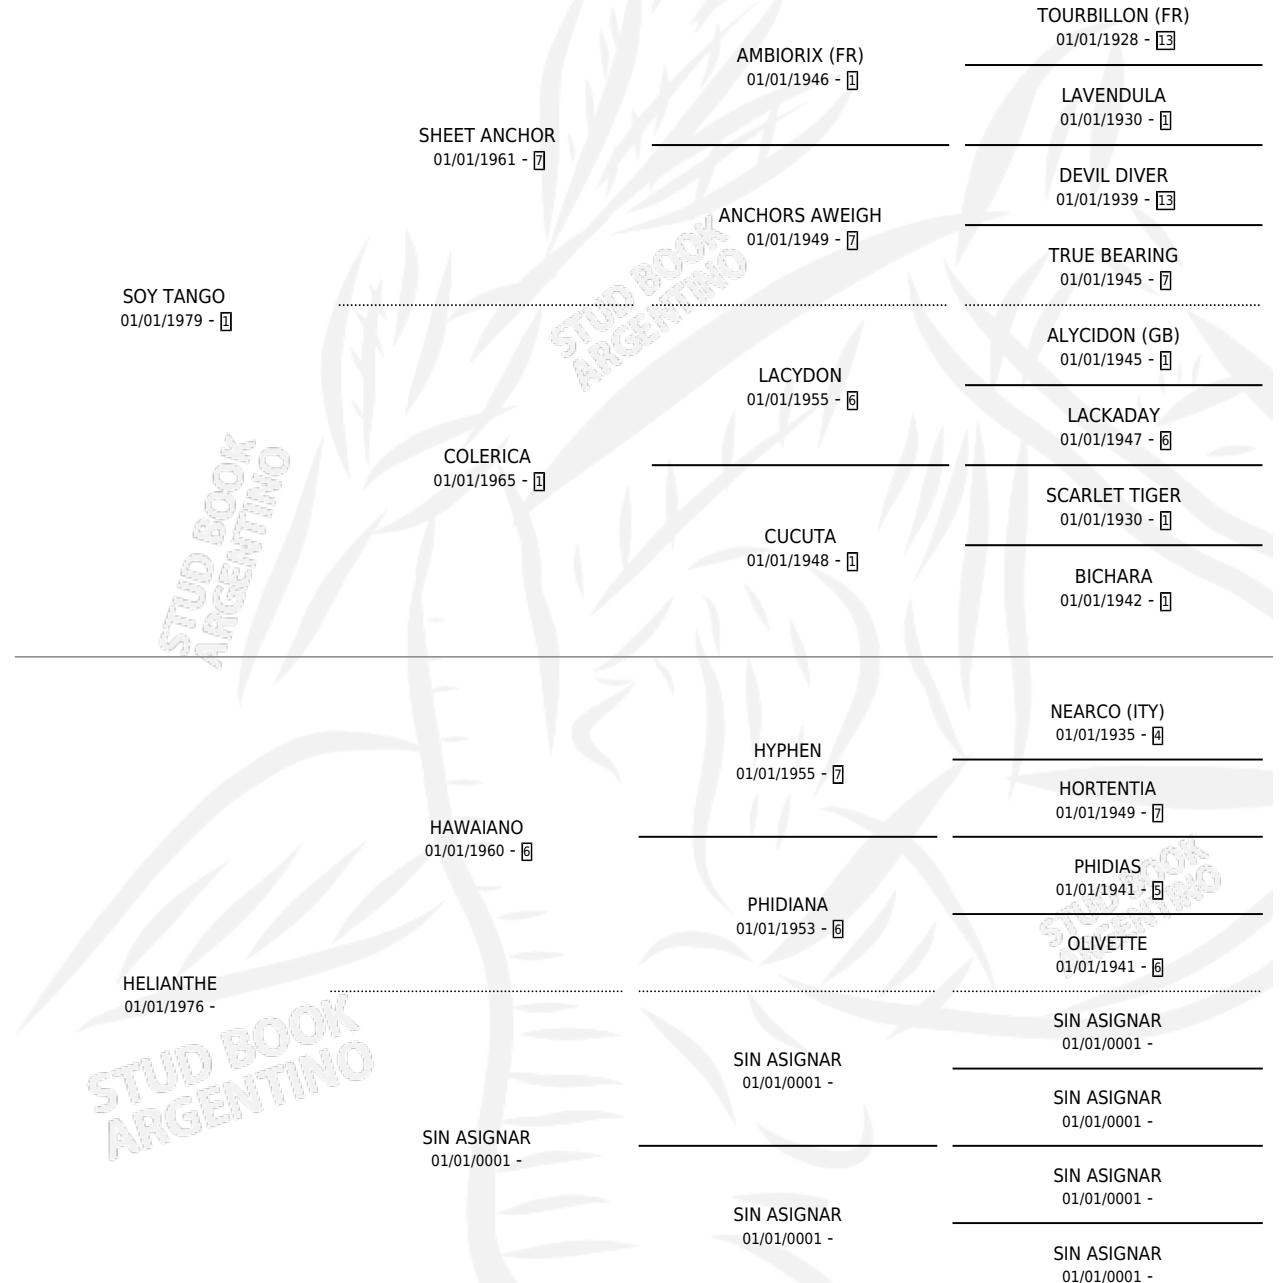 TOURBILLON (FR)
01/01/1928 - 13
AMBIORIX (FR)
01/01/1946 - 1
LAVENDULA
01/01/1930 - 1
SHEET ANCHOR
01/01/1961 - 7
DEVIL DIVER
01/01/1939 - 13
ANCHORS AWEIGH
01/01/1949 - 7
TRUE BEARING
01/01/1945 - 7
SOY TANGO
01/01/1979 - 1
ALYCIDON (GB)
01/01/1945 - 1
LACYDON
01/01/1955 - 6
LACKADAY
01/01/1947 - 6
COLERICA
01/01/1965 - 1
SCARLET TIGER
01/01/1930 - 1
CUCUTA
01/01/1948 - 1
BICHARA
01/01/1942 - 1
NEARCO (ITY)
01/01/1935 - 4
HYPHEN
01/01/1955 - 7
HORTENTIA
01/01/1949 - 7
HAWAIANO
01/01/1960 - 6
PHIDIAS
01/01/1941 - 5
PHIDIANA
01/01/1953 - 6
OLIVETTE
01/01/1941 - 6
HELIANTHE
01/01/1976 -
SIN ASIGNAR
01/01/0001 -
SIN ASIGNAR
01/01/0001 -
SIN ASIGNAR
01/01/0001 -
SIN ASIGNAR
01/01/0001 -
SIN ASIGNAR
01/01/0001 -
SIN ASIGNAR
01/01/0001 -
SIN ASIGNAR
01/01/0001 -
STUD BOOK
ARGENTINO
STUD BOOK
ARGENTINO
STUD BOOK
ARGENTINO
STUD BOOK
ARGENTINO